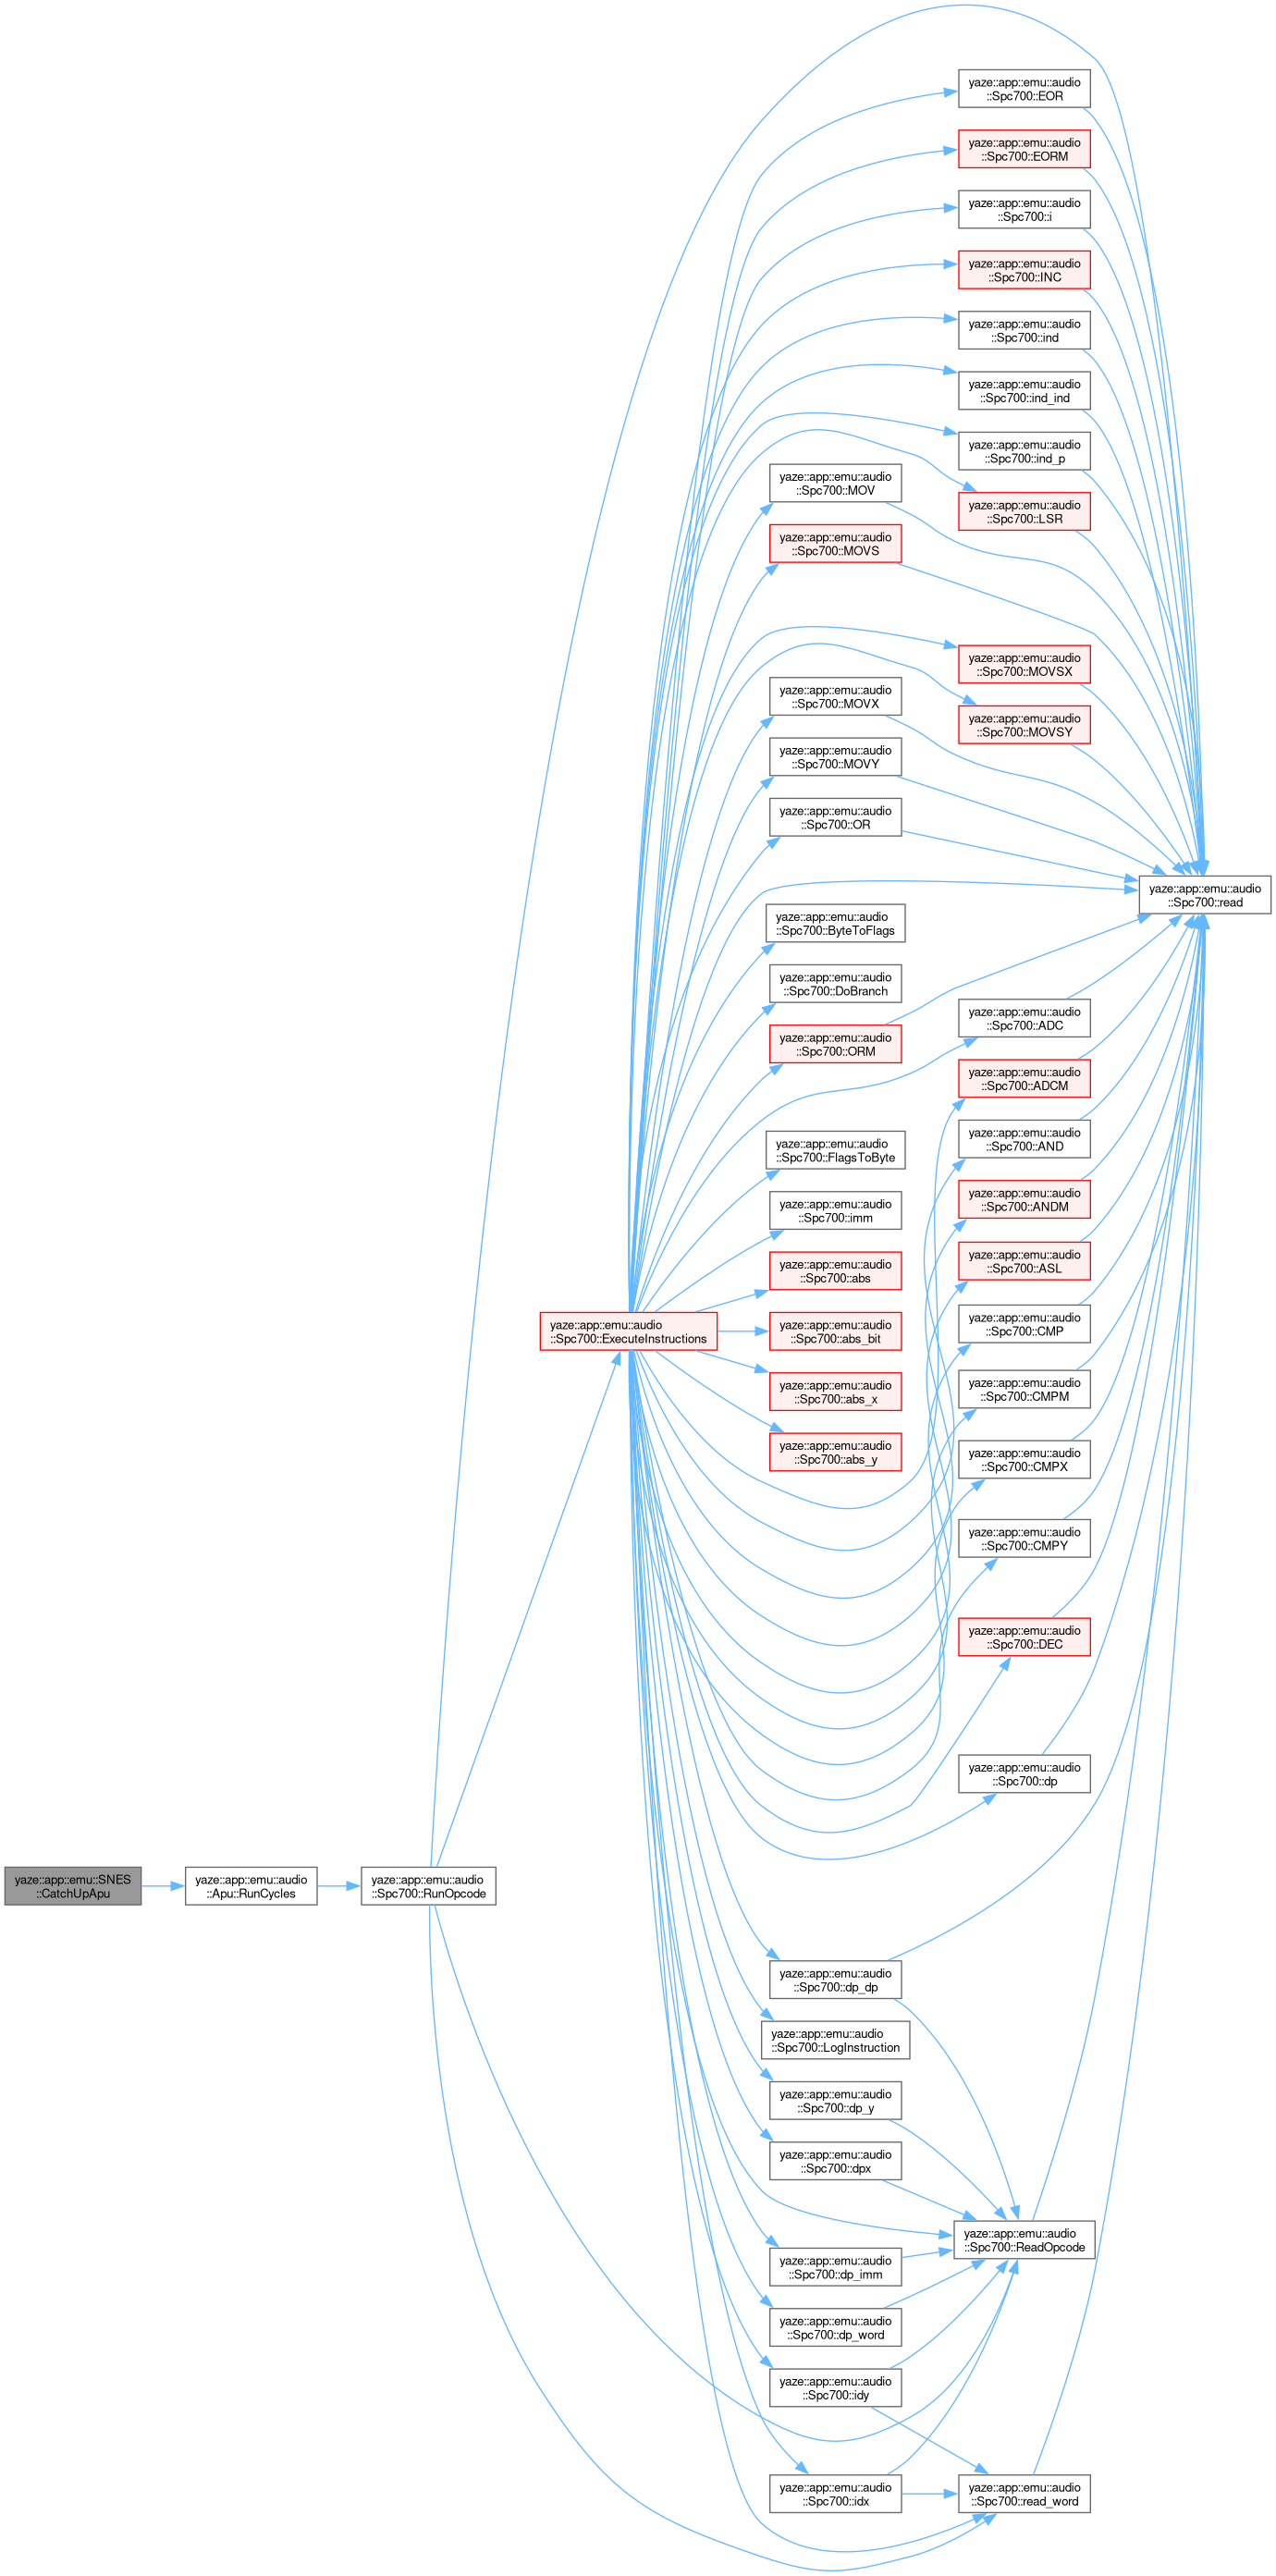 yaze::app::emu::audio
::Spc700::EOR
yaze::app::emu::audio
::Spc700::EORM
yaze::app::emu::audio
::Spc700::i
yaze::app::emu::audio
::Spc700::INC
yaze::app::emu::audio
::Spc700::ind
yaze::app::emu::audio
::Spc700::ind_ind
yaze::app::emu::audio
::Spc700::ind_p
yaze::app::emu::audio
::Spc700::MOV
yaze::app::emu::audio
::Spc700::LSR
yaze::app::emu::audio
::Spc700::MOVS
yaze::app::emu::audio
::Spc700::MOVSX
yaze::app::emu::audio
::Spc700::MOVX
yaze::app::emu::audio
::Spc700::MOVSY
yaze::app::emu::audio
::Spc700::MOVY
yaze::app::emu::audio
::Spc700::OR
yaze::app::emu::audio
::Spc700::read
yaze::app::emu::audio
::Spc700::ByteToFlags
yaze::app::emu::audio
::Spc700::DoBranch
yaze::app::emu::audio
::Spc700::ADC
yaze::app::emu::audio
::Spc700::ORM
yaze::app::emu::audio
::Spc700::ADCM
yaze::app::emu::audio
::Spc700::AND
yaze::app::emu::audio
::Spc700::FlagsToByte
yaze::app::emu::audio
::Spc700::ANDM
yaze::app::emu::audio
::Spc700::imm
yaze::app::emu::audio
::Spc700::ASL
yaze::app::emu::audio
::Spc700::abs
yaze::app::emu::audio
::Spc700::CMP
yaze::app::emu::audio
::Spc700::ExecuteInstructions
yaze::app::emu::audio
::Spc700::abs_bit
yaze::app::emu::audio
::Spc700::CMPM
yaze::app::emu::audio
::Spc700::abs_x
yaze::app::emu::audio
::Spc700::abs_y
yaze::app::emu::audio
::Spc700::CMPX
yaze::app::emu::audio
::Spc700::CMPY
yaze::app::emu::audio
::Spc700::DEC
yaze::app::emu::audio
::Spc700::dp
yaze::app::emu::SNES
::CatchUpApu
yaze::app::emu::audio
::Apu::RunCycles
yaze::app::emu::audio
::Spc700::RunOpcode
yaze::app::emu::audio
::Spc700::dp_dp
yaze::app::emu::audio
::Spc700::LogInstruction
yaze::app::emu::audio
::Spc700::dp_y
yaze::app::emu::audio
::Spc700::dpx
yaze::app::emu::audio
::Spc700::ReadOpcode
yaze::app::emu::audio
::Spc700::dp_imm
yaze::app::emu::audio
::Spc700::dp_word
yaze::app::emu::audio
::Spc700::idy
yaze::app::emu::audio
::Spc700::idx
yaze::app::emu::audio
::Spc700::read_word